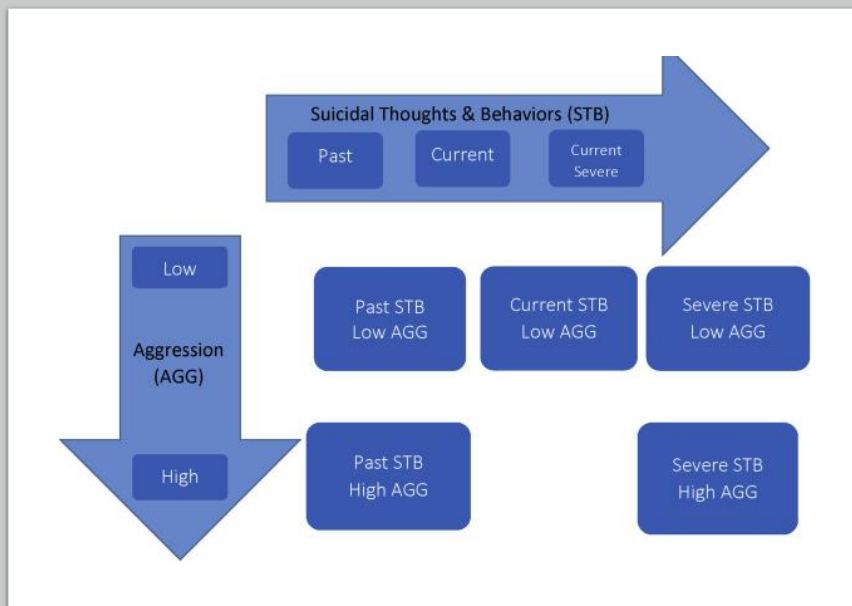 Suicidal Thoughts & Behaviors (STB)
Past
Current
Current
Severe
Low
Aggression
(AGG)
High
Past STB
Low AGG
Current STB
Low AGG
Severe STB
Low AGG
Past STB
High AGG
Severe STB
High AGG